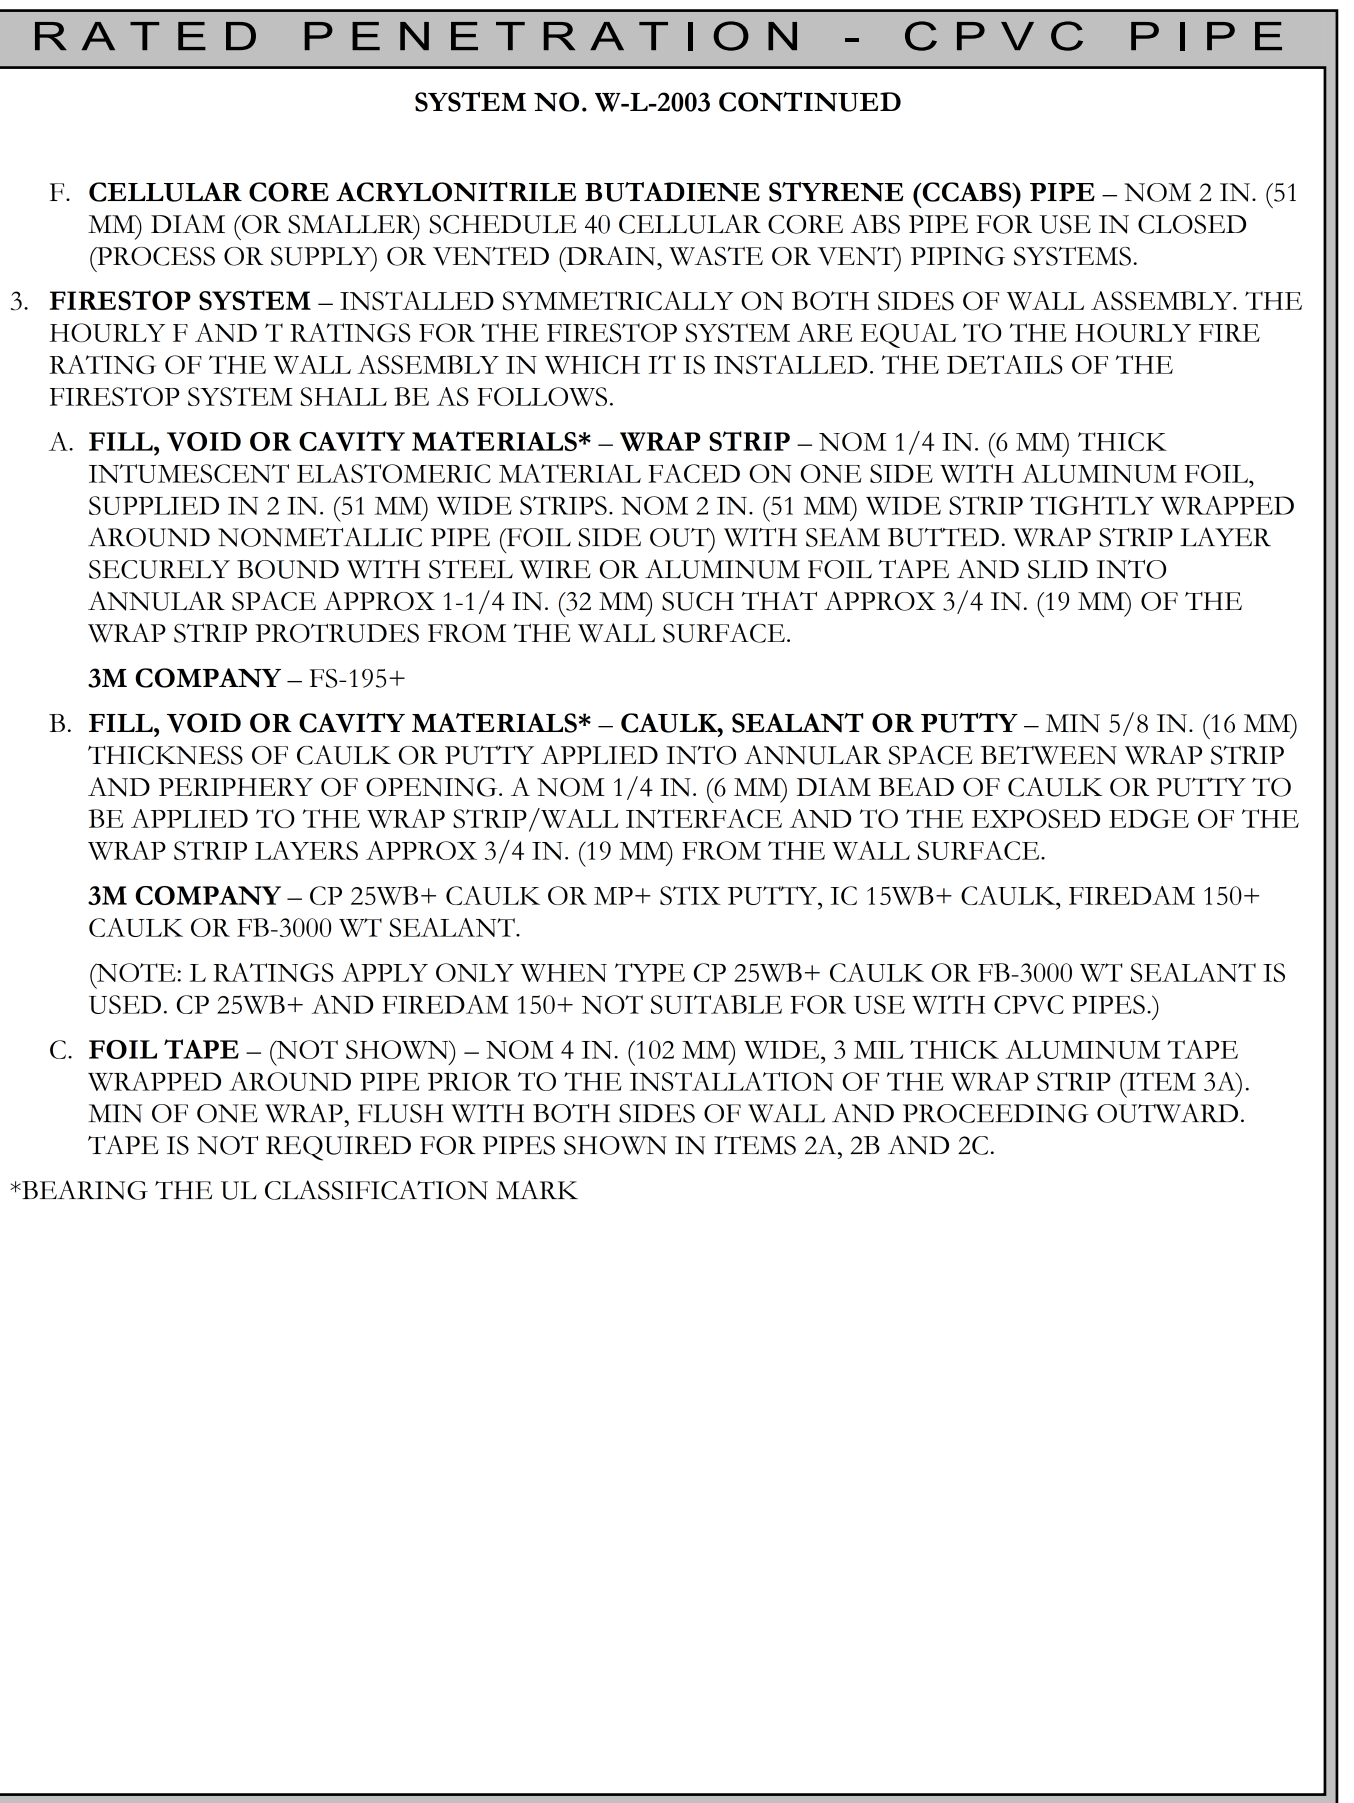 RATED PENETRATION - CPVC PIPE
SYSTEM NO. W-L-2003 CONTINUED
F. CELLULAR CORE ACRYLONITRILE BUTADIENE STYRENE (CCABS) PIPE – NOM 2 IN. (51
MM) DIAM (OR SMALLER) SCHEDULE 40 CELLULAR CORE ABS PIPE FOR USE IN CLOSED
(PROCESS OR SUPPLY) OR VENTED (DRAIN, WASTE OR VENT) PIPING SYSTEMS.
3. FIRESTOP SYSTEM – INSTALLED SYMMETRICALLY ON BOTH SIDES OF WALL ASSEMBLY. THE
HOURLY F AND T RATINGS FOR THE FIRESTOP SYSTEM ARE EQUAL TO THE HOURLY FIRE
RATING OF THE WALL ASSEMBLY IN WHICH IT IS INSTALLED. THE DETAILS OF THE
FIRESTOP SYSTEM SHALL BE AS FOLLOWS.
A. FILL, VOID OR CAVITY MATERIALS* – WRAP STRIP – NOM 1/4 IN. (6 MM) THICK
INTUMESCENT ELASTOMERIC MATERIAL FACED ON ONE SIDE WITH ALUMINUM FOIL,
SUPPLIED IN 2 IN. (51 MM) WIDE STRIPS. NOM 2 IN. (51 MM) WIDE STRIP TIGHTLY WRAPPED
AROUND NONMETALLIC PIPE (FOIL SIDE OUT) WITH SEAM BUTTED. WRAP STRIP LAYER
SECURELY BOUND WITH STEEL WIRE OR ALUMINUM FOIL TAPE AND SLID INTO
ANNULAR SPACE APPROX 1-1/4 IN. (32 MM) SUCH THAT APPROX 3/4 IN. (19 MM) OF THE
WRAP STRIP PROTRUDES FROM THE WALL SURFACE.
3M COMPANY – FS-195+
B. FILL, VOID OR CAVITY MATERIALS* – CAULK, SEALANT OR PUTTY – MIN 5/8 IN. (16 MM)
THICKNESS OF CAULK OR PUTTY APPLIED INTO ANNULAR SPACE BETWEEN WRAP STRIP
AND PERIPHERY OF OPENING. A NOM 1/4 IN. (6 MM) DIAM BEAD OF CAULK OR PUTTY TO
BE APPLIED TO THE WRAP STRIP/WALL INTERFACE AND TO THE EXPOSED EDGE OF THE
WRAP STRIP LAYERS APPROX 3/4 IN. (19 MM) FROM THE WALL SURFACE.
3M COMPANY – CP 25WB+ CAULK OR MP+ STIX PUTTY, IC 15WB+ CAULK, FIREDAM 150+
CAULK OR FB-3000 WT SEALANT.
(NOTE: L RATINGS APPLY ONLY WHEN TYPE CP 25WB+ CAULK OR FB-3000 WT SEALANT IS
USED. CP 25WB+ AND FIREDAM 150+ NOT SUITABLE FOR USE WITH CPVC PIPES.)
C. FOIL TAPE – (NOT SHOWN) – NOM 4 IN. (102 MM) WIDE, 3 MIL THICK ALUMINUM TAPE
WRAPPED AROUND PIPE PRIOR TO THE INSTALLATION OF THE WRAP STRIP (ITEM 3A).
MIN OF ONE WRAP, FLUSH WITH BOTH SIDES OF WALL AND PROCEEDING OUTWARD.
TAPE IS NOT REQUIRED FOR PIPES SHOWN IN ITEMS 2A, 2B AND 2C.
*BEARING THE UL CLASSIFICATION MARK